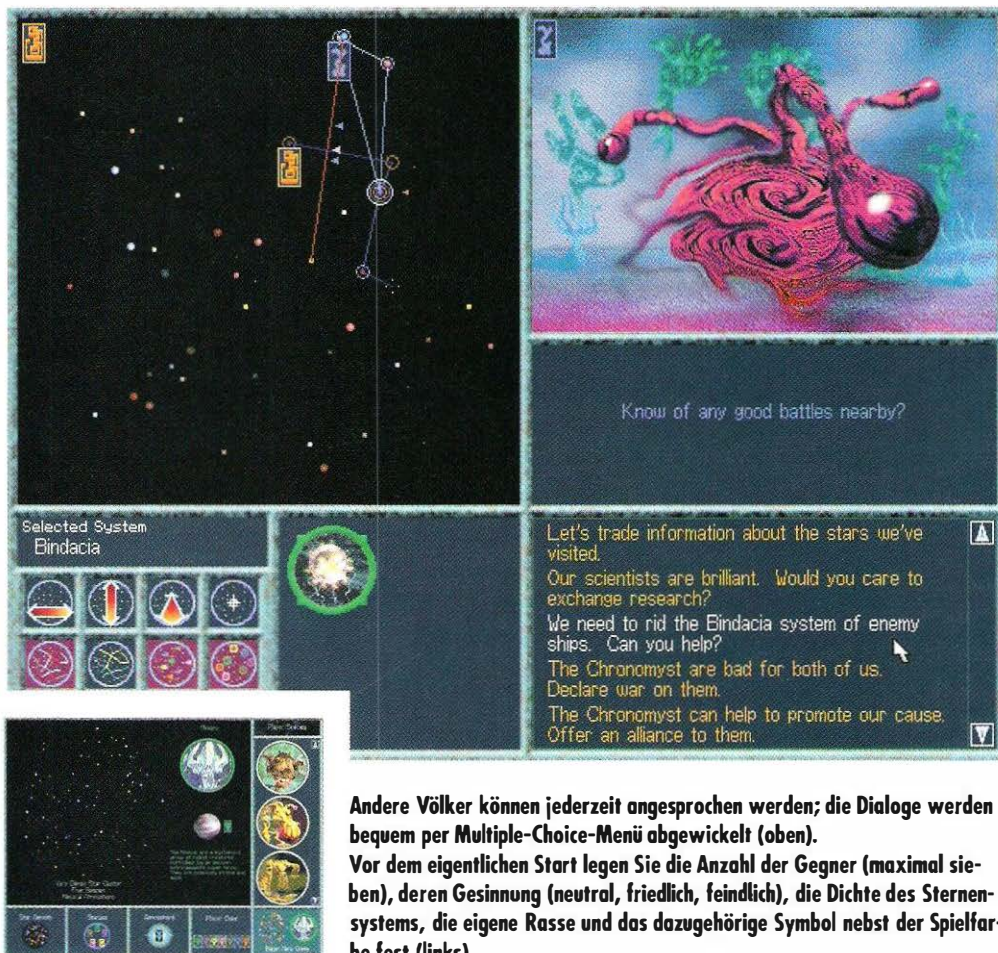 Know of any good battles nearby?
Selected System
Bindacia
Let's trade information about the stars we've
visited.
Our scientists are brilliant. Would you care to
exchange research?
We need to rid the Bindacia system of enemy
ships. Can you help?
The Chronomyst are bad for both of us.
Declare war on them.
The Chronomyst can help to promote our cause.
Offer an alliance to them.
Andere Völker können jederzeit angesprochen werden; die Dialoge werden
bequem per Multiple-Choice-Menü abgewickelt (oben).
Vor dem eigentlichen Start legen Sie die Anzahl der Gegner (maximal sie-
ben), deren Gesinnung (neutral, friedlich, feindlich), die Dichte des Sternen-
systems, die eigene Rasse und das dazugehörige Symbol nebst der Spielfar-
be fest (links).